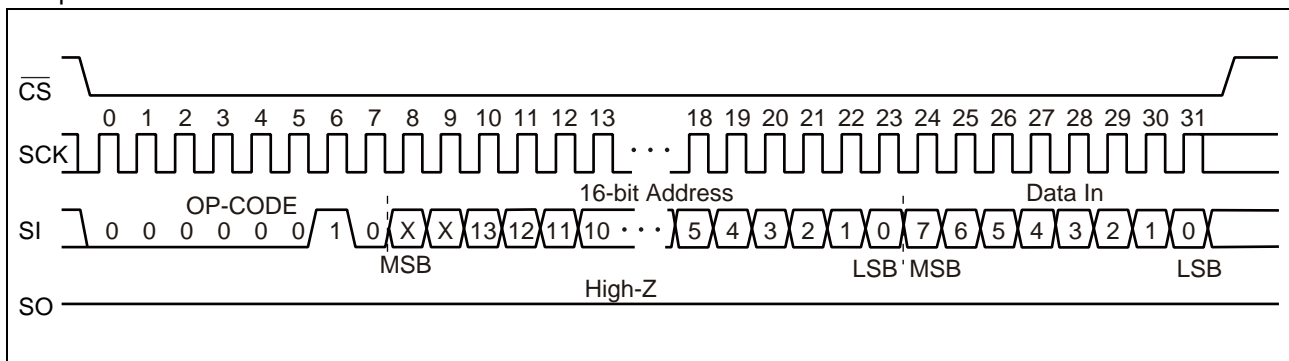 CS
0 1 2 3 4 5 6 7 8 9 10 11 12 13 18 19 20 21 22 23 24 25 26 27 28 29 30 31
SCK
OP-CODE 16-bit Address Data In
SI 0 0 0 0 0 0 1 0 X X 13 12 11 10 · · · 5 4 3 2 1 0 7 6 5 4 3 2 1 0
MSB LSB MSB LSB
High-Z
SO